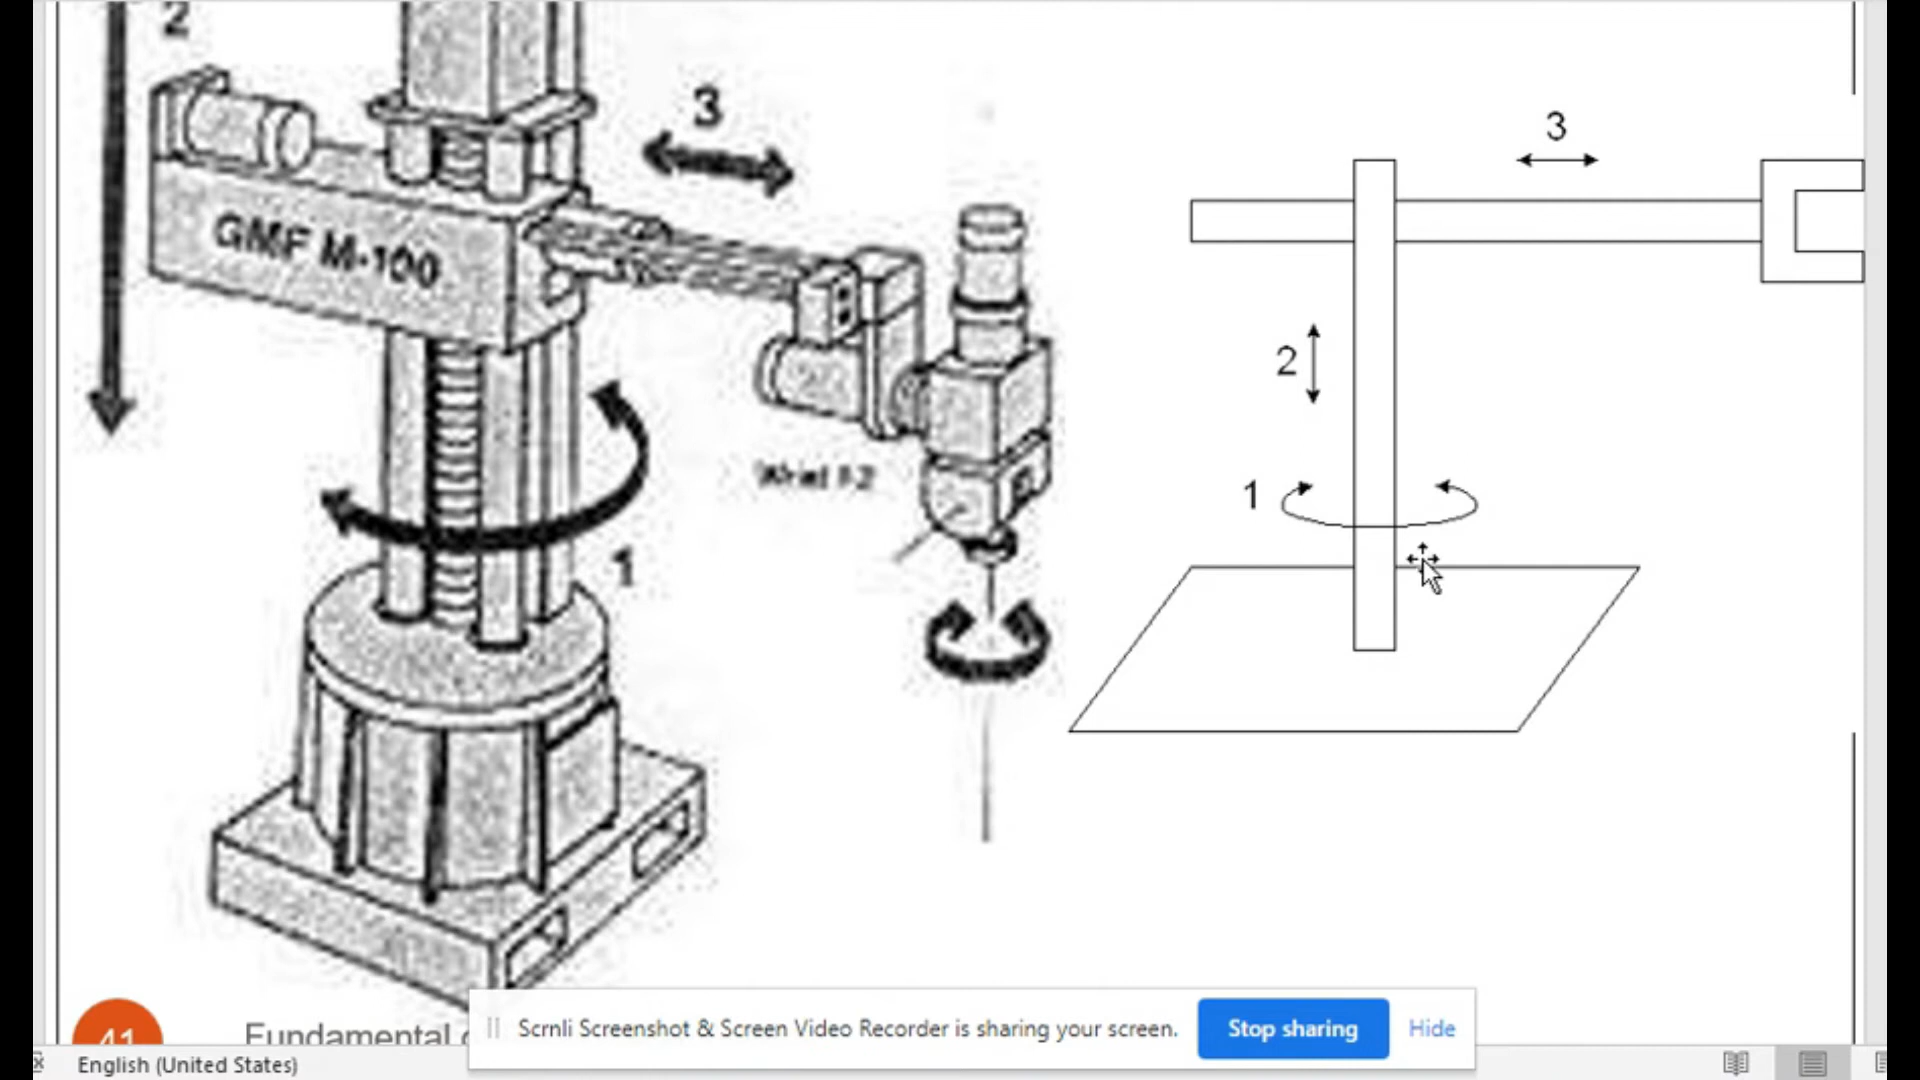 2
3
GMF M-100
1
3
2
1
41
Fundamental
Scrnli Screenshot & Screen Video Recorder is sharing your screen.
Stop sharing
Hide
English (United States)